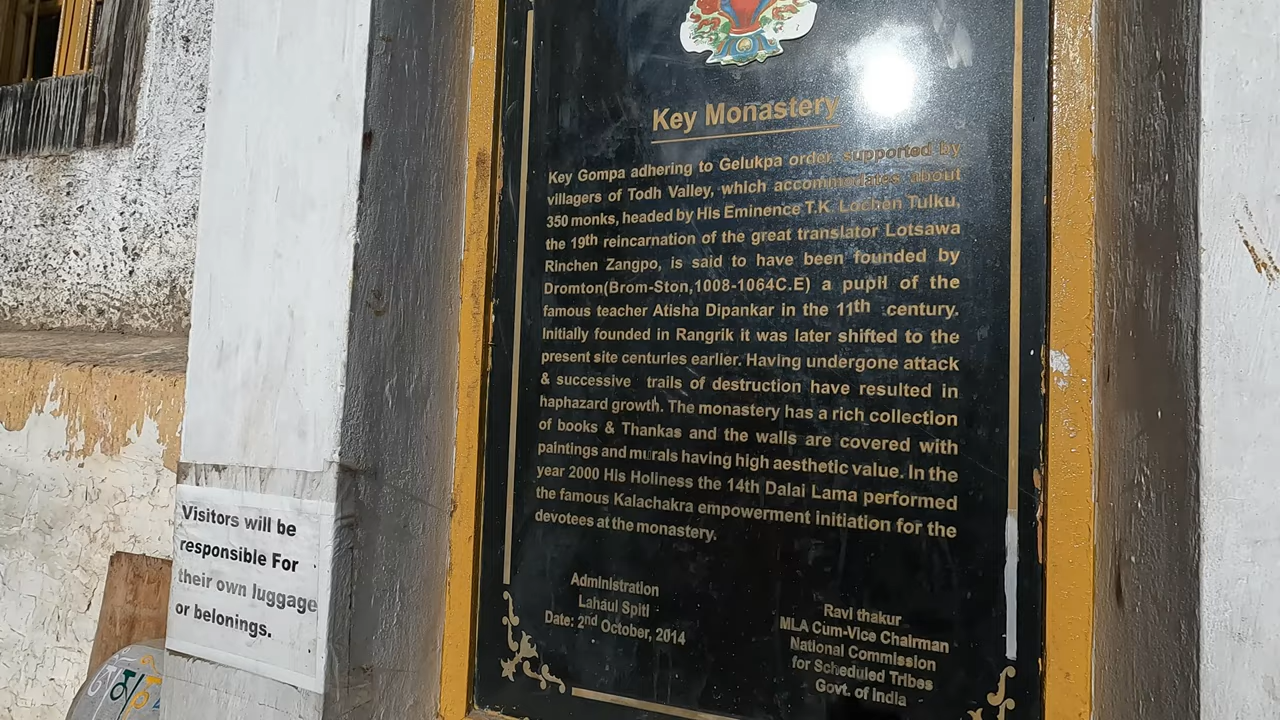 Key Monastery
Key Gompa adhering to Gelukpa order supported by
villagers of Todh Valley, which accommodates about
350 monks, headed by His Eminence T.K. Lochen Tulku,
the 19th reincarnation of the great translator Lotsawa
Rinchen Zangpo, is said to have been founded by
Dromton(Brom-Ston,1008-1064C.E) a pupil of the
famous teacher Atisha Dipankar in the 11th century.
Initially founded in Rangrik it was later shifted to the
present site centuries earlier. Having undergone attack
& successive trails of destruction have resulted in
haphazard growth. The monastery has a rich collection
of books & Thankas and the walls are covered with
paintings and murals having high aesthetic value. In the
year 2000 His Holiness the 14th Dalai Lama performed
the famous Kalachakra empowerment initiation for the
devotees at the monastery.
Administration
Lahaul Spiti
Date: 2nd October, 2014
Ravi thakur
MLA Cum-Vice Chairman
National Commission
for Scheduled Tribes
Govt. of India
Visitors will be
responsible For
their own luggage
or belonings.